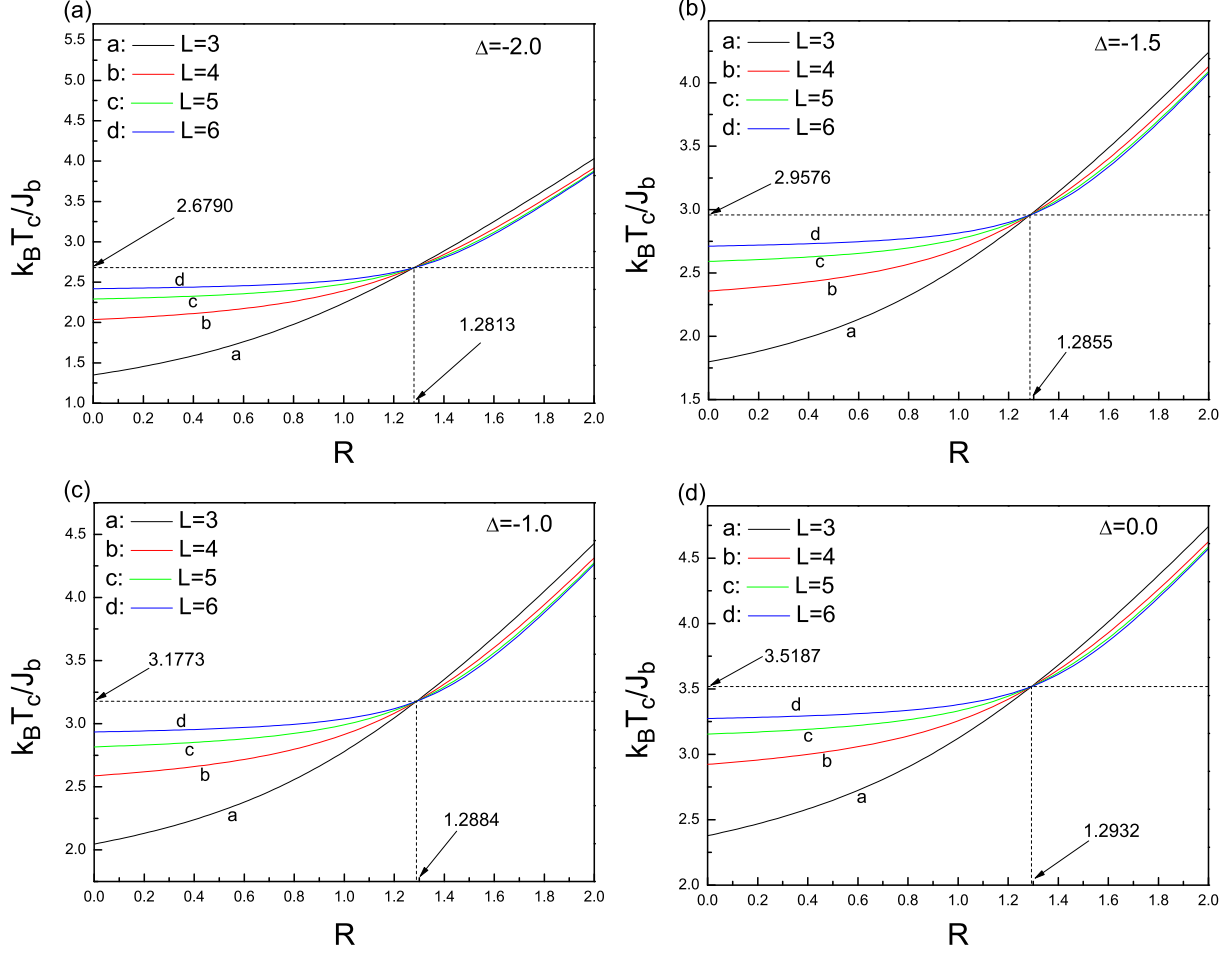 (a)
a: L=3
b: L=4
c: L=5
d: L=6
Δ=-2.0
5.5
5.0
4.5
4.0
3.5
3.0
2.5
2.0
1.5
1.0
k_BT_c/J_b
2.6790
1.2813
d
c
b
a
0.0 0.2 0.4 0.6 0.8 1.0 1.2 1.4 1.6 1.8 2.0
R
(b)
a: L=3
b: L=4
c: L=5
d: L=6
Δ=-1.5
4.0
3.5
3.0
2.5
2.0
1.5
k_BT_c/J_b
2.9576
1.2855
d
c
b
a
0.0 0.2 0.4 0.6 0.8 1.0 1.2 1.4 1.6 1.8 2.0
R
(c)
a: L=3
b: L=4
c: L=5
d: L=6
Δ=-1.0
4.5
4.0
3.5
3.0
2.5
2.0
k_BT_c/J_b
3.1773
1.2884
d
c
b
a
0.0 0.2 0.4 0.6 0.8 1.0 1.2 1.4 1.6 1.8 2.0
R
(d)
a: L=3
b: L=4
c: L=5
d: L=6
Δ=0.0
4.5
4.0
3.5
3.0
2.5
2.0
k_BT_c/J_b
3.5187
1.2932
d
c
b
a
0.0 0.2 0.4 0.6 0.8 1.0 1.2 1.4 1.6 1.8 2.0
R